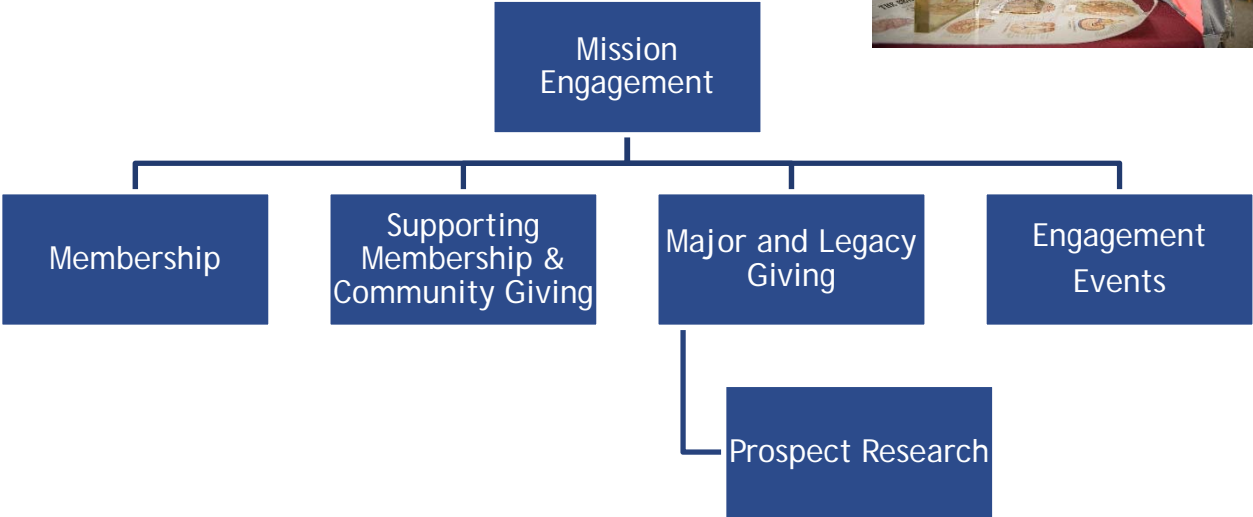 Mission
Engagement
Membership
Supporting
Membership &
Community Giving
Major and Legacy
Giving
Engagement
Events
Prospect Research